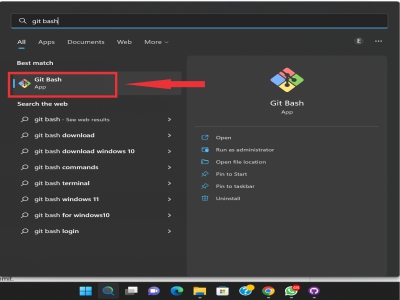 git bash
All Apps Documents Web More
E
Best match
Git Bash
App
Search the web
git bash - See web results
git bash download
git bash download windows 10
git bash commands
git bash terminal
git bash windows 11
git bash for windows10
git bash login
Git Bash
App
Open
Run as administrator
Open file location
Pin to Start
Pin to taskbar
Uninstall